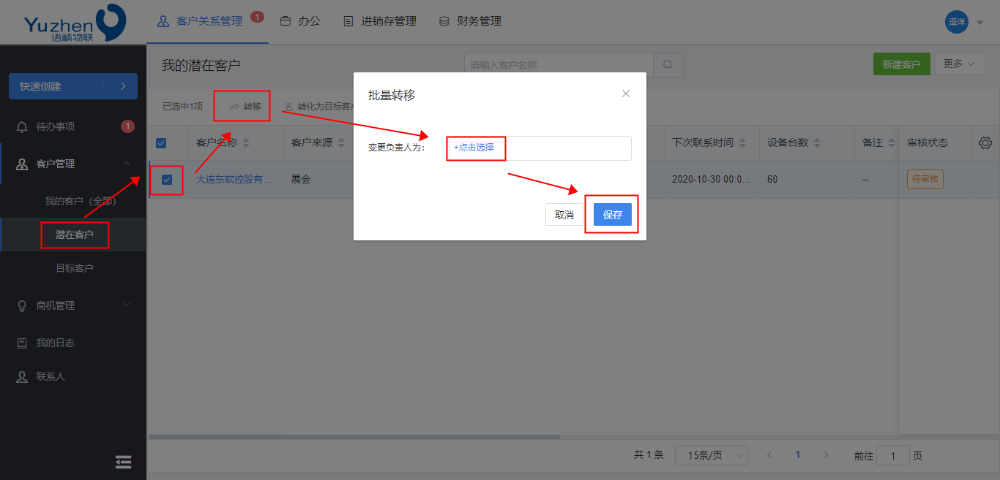 Yuzhen
语祯物联
客户关系管理
1
办公
进销存管理
财务管理
泽洋
快速创建
待办事项
1
客户管理
我的客户（全部）
潜在客户
目标客户
商机管理
我的日志
联系人
我的潜在客户
请输入客户名称
新建客户
更多
已选中1项
转移
转化为目标客户
客户名称
客户来源
下次联系时间
设备台数
备注
审核状态
大连东软控股有...
展会
2020-10-30 00:0...
60
--
待审核
批量转移
变更负责人为:
+点击选择
取消
保存
共 1 条
15条/页
1
前往
1
页